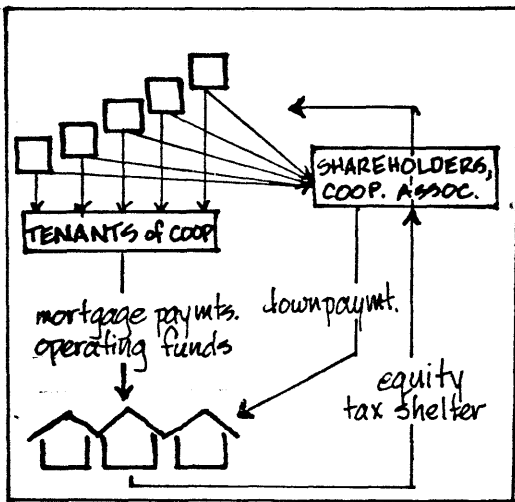 SHAREHOLDERS,
COOP. ASSOC.
TENANTS of COOP
mortgage paymts.
operating funds
downpaymt.
equity
tax shelter